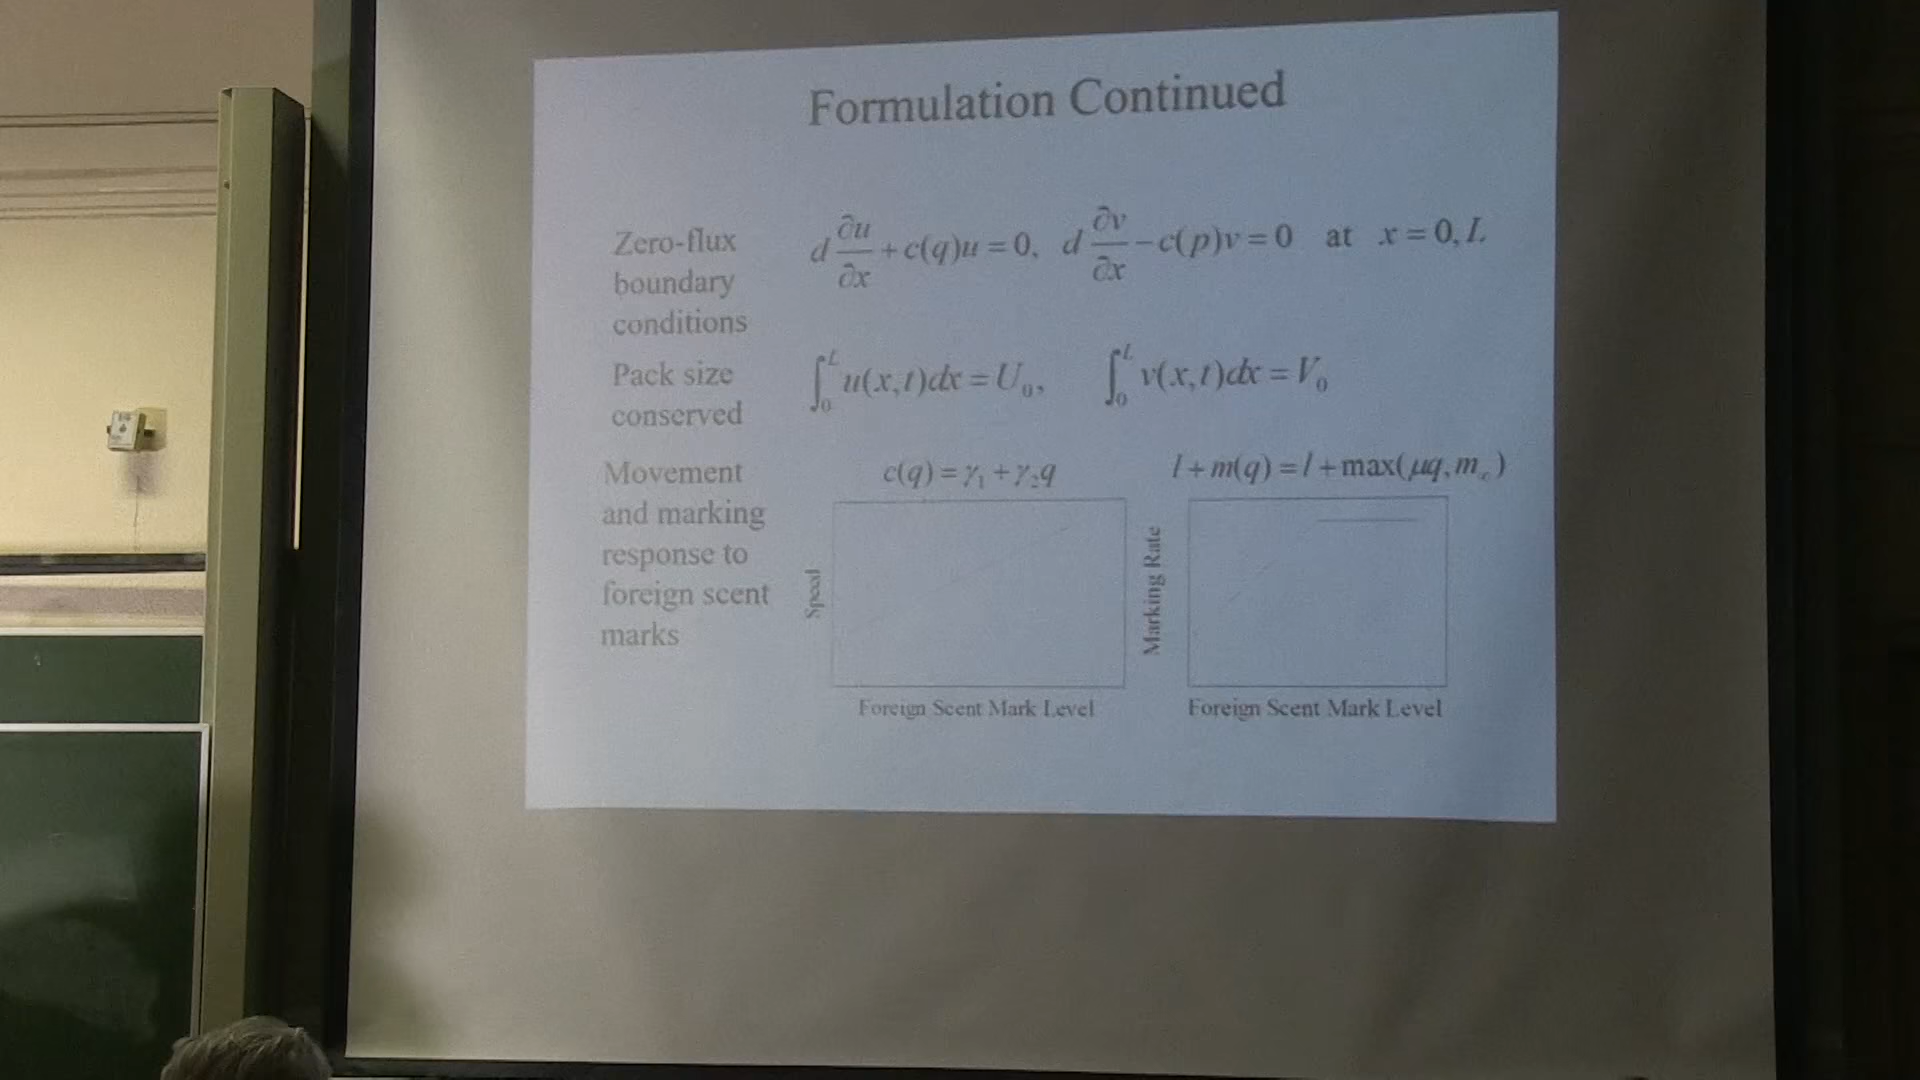 Formulation Continued
Zero-flux boundary conditions
d ∂u/∂x + c(q)u = 0, d ∂v/∂x − c(p)v = 0 at x = 0, L
Pack size conserved
∫₀ᴸ u(x,t)dx = U₀, ∫₀ᴸ v(x,t)dx = V₀
Movement and marking response to foreign scent marks
c(q) = γ₁ + γ₂q
l + m(q) = l + max(μq, m꜀)
Speed
Foreign Scent Mark Level
Marking Rate
Foreign Scent Mark Level